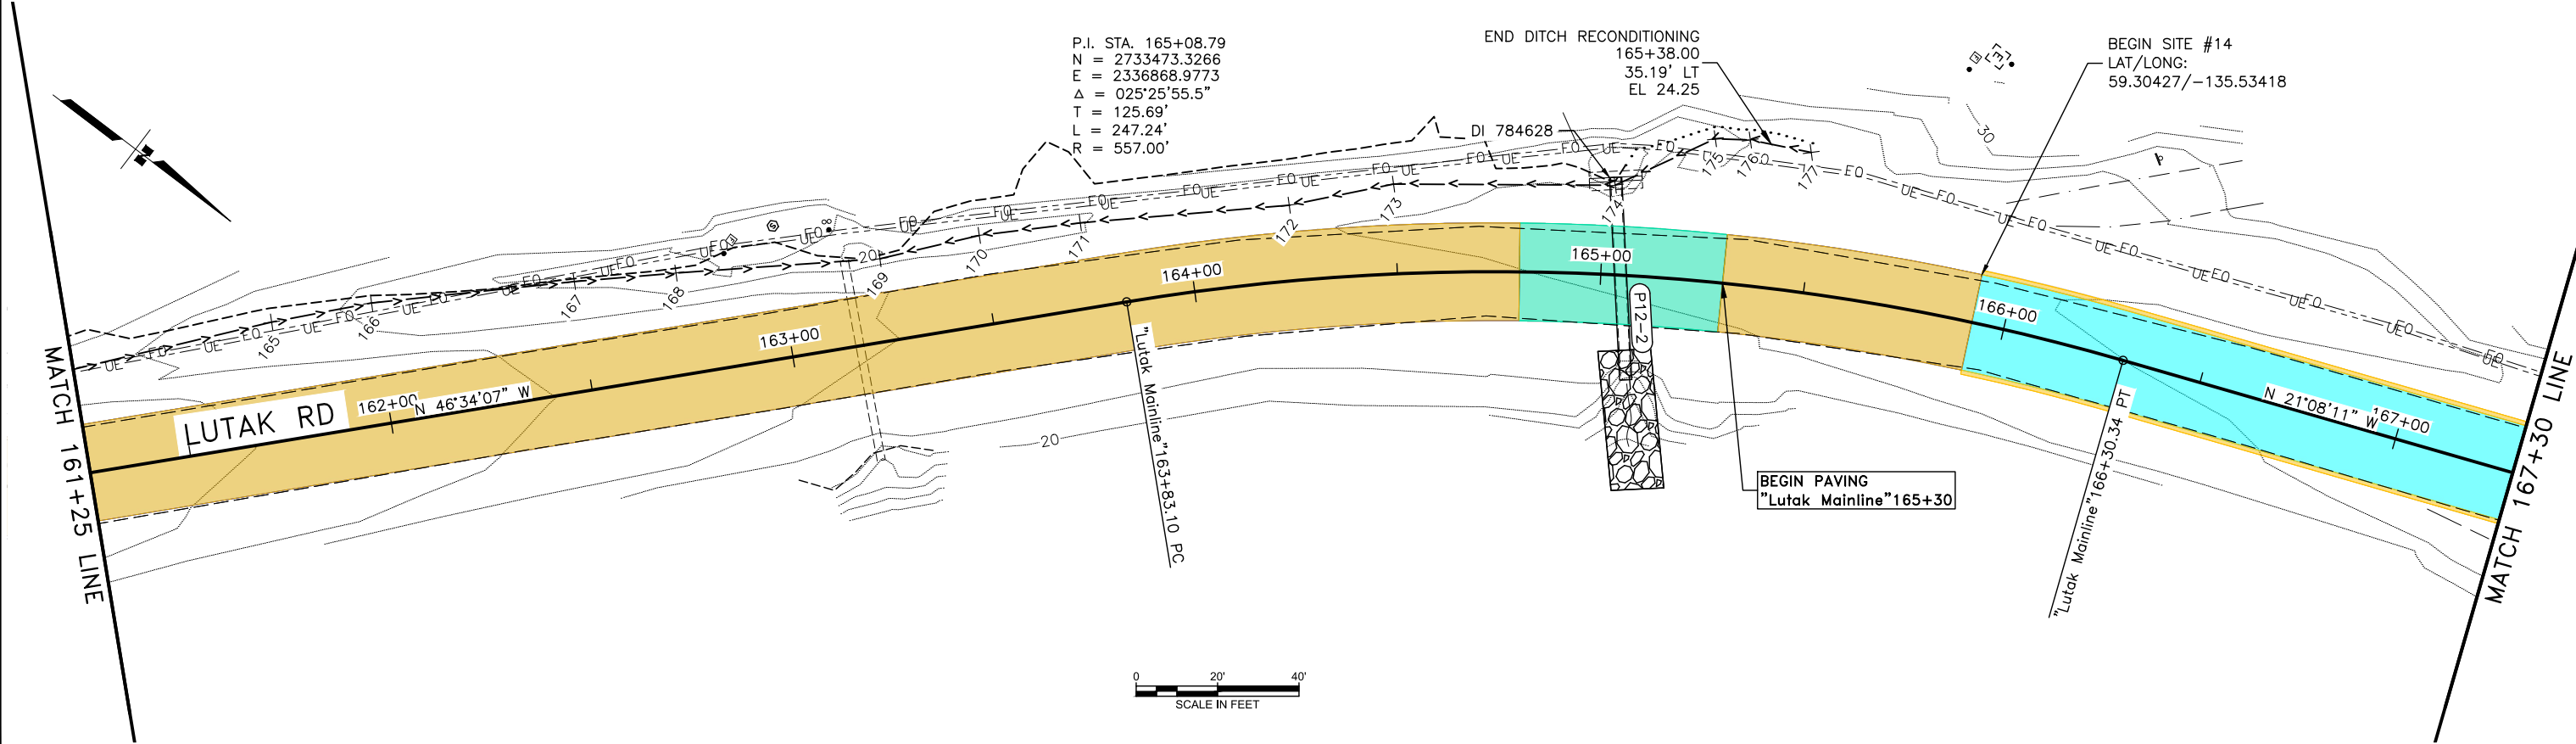 P.I. STA. 165+08.79
N = 2733473.3266
E = 2336868.9773
Δ = 025°25'55.5"
T = 125.69'
L = 247.24'
R = 557.00'
END DITCH RECONDITIONING
165+38.00
35.19' LT
EL 24.25
DI 784628
BEGIN SITE #14
LAT/LONG:
59.30427/-135.53418
30
20
20
165
166
167
168
169
170
171
172
173
174
175
176
177
UE
FO
MATCH 161+25 LINE
LUTAK RD
162+00
N 46°34'07" W
163+00
164+00
165+00
166+00
167+00
N 21°08'11" W
"Lutak Mainline"163+83.10 PC
P12-2
BEGIN PAVING
"Lutak Mainline"165+30
"Lutak Mainline"166+30.34 PT
MATCH 167+30 LINE
0 20' 40'
SCALE IN FEET